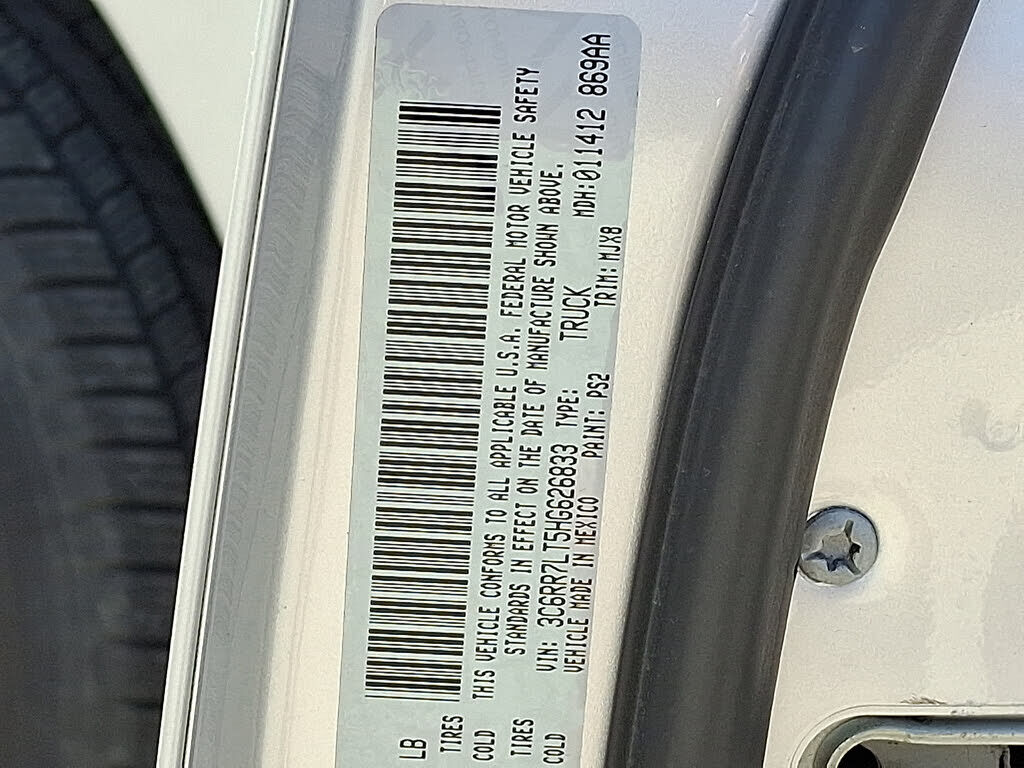 LB
TIRES
COLD
TIRES
COLD
THIS VEHICLE CONFORMS TO ALL APPLICABLE U.S.A. FEDERAL MOTOR VEHICLE SAFETY
STANDARDS IN EFFECT ON THE DATE OF MANUFACTURE SHOWN ABOVE.
VIN: 3C6RR7LT5HG626833 TYPE: TRUCK MDH:011412 869AA
VEHICLE MADE IN MEXICO PAINT: PS2 TRIM: MJX8